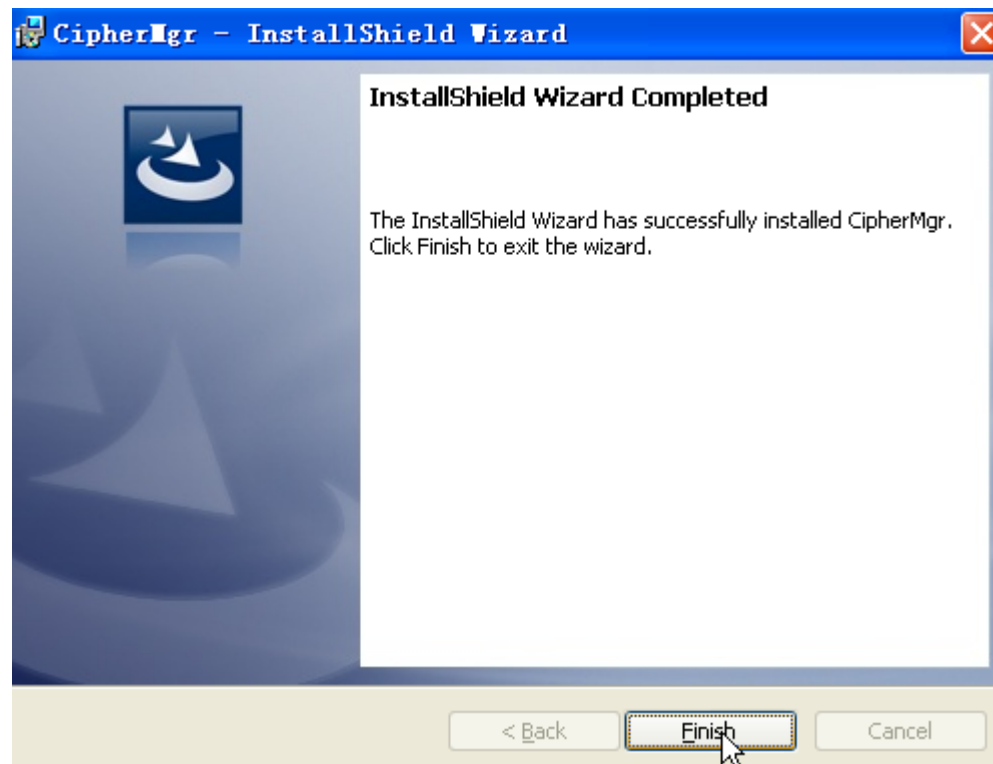 CipherMgr - InstallShield Wizard
InstallShield Wizard Completed
The InstallShield Wizard has successfully installed CipherMgr.
Click Finish to exit the wizard.
< Back
Finish
Cancel